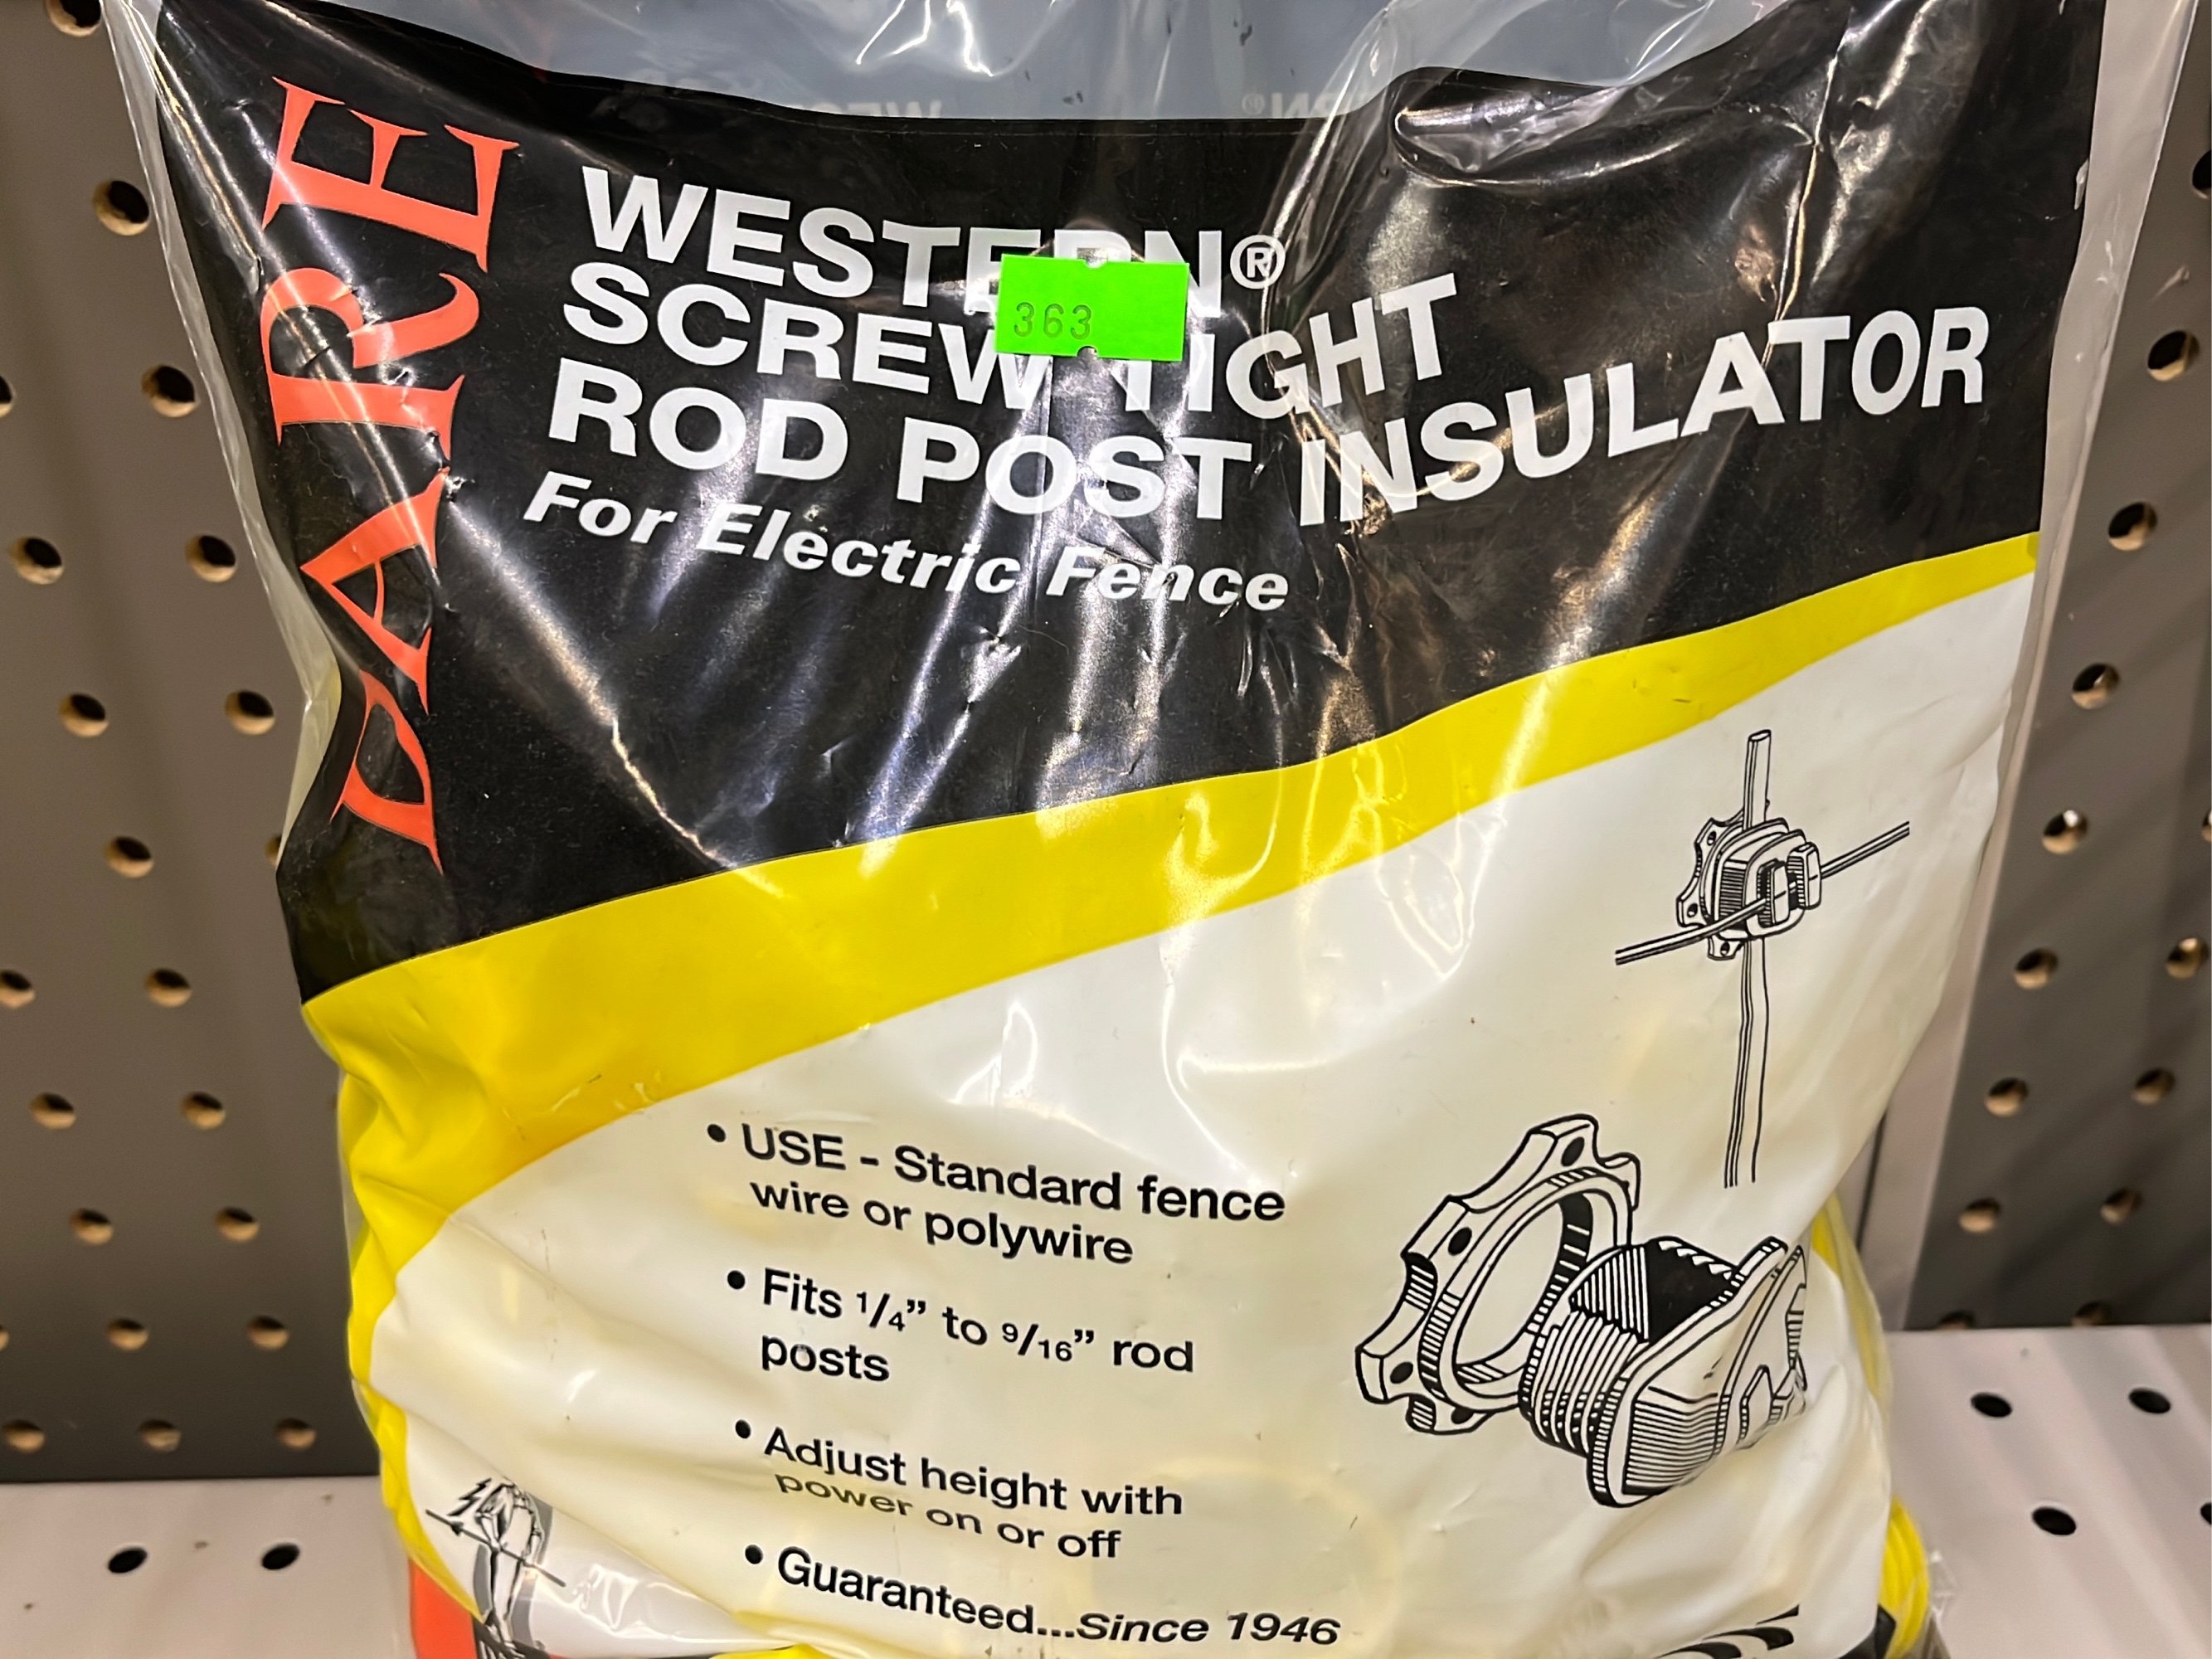 DARE
WESTERN®
363
SCREW TIGHT
ROD POST INSULATOR
For Electric Fence
• USE - Standard fence
wire or polywire
• Fits 1/4” to 9/16” rod
posts
• Adjust height with
power on or off
• Guaranteed...Since 1946